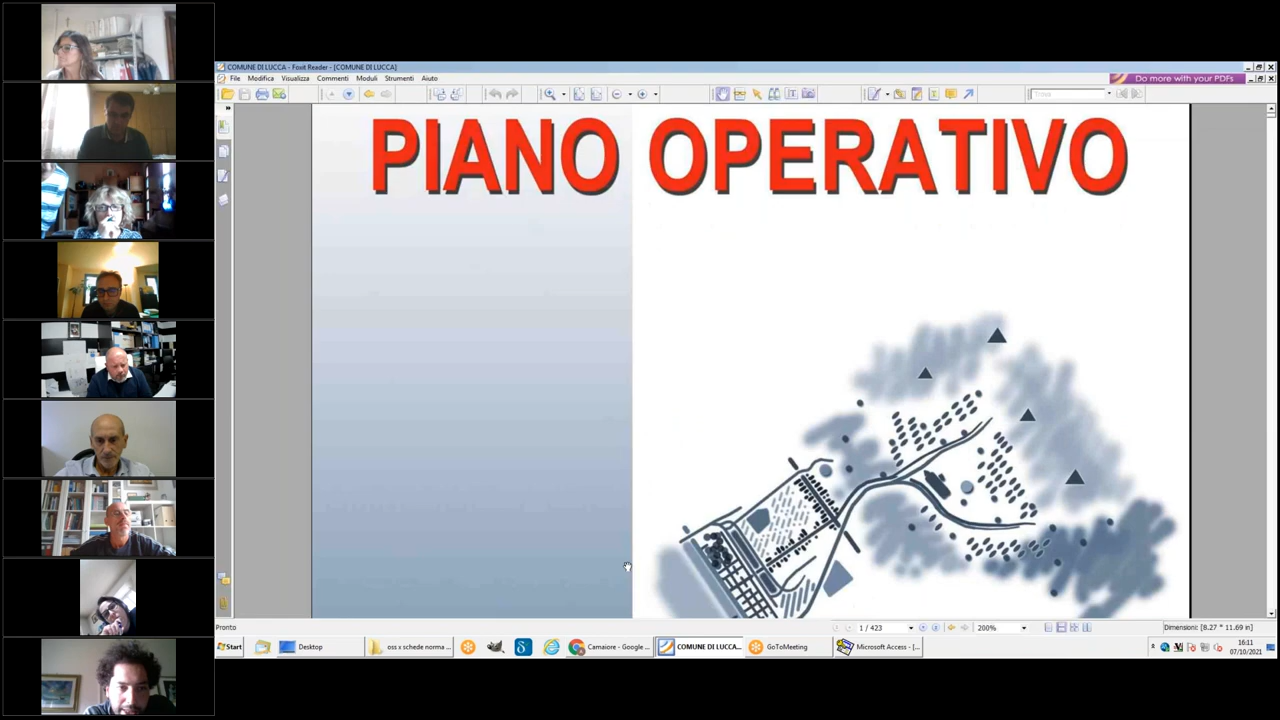 COMUNE DI LUCCA - Foxit Reader - [COMUNE DI LUCCA]
File Modifica Visualizza Commenti Moduli Strumenti Aiuto
Do more with your PDFs
Trova
PIANO OPERATIVO
Pronto
1 / 423
200%
Dimensioni: [8.27 * 11.69] in
Start
Desktop
oss x schede norma ...
Camaiore - Google ...
COMUNE DI LUCCA...
GoToMeeting
Microsoft Access - [...
16:11
07/10/2021